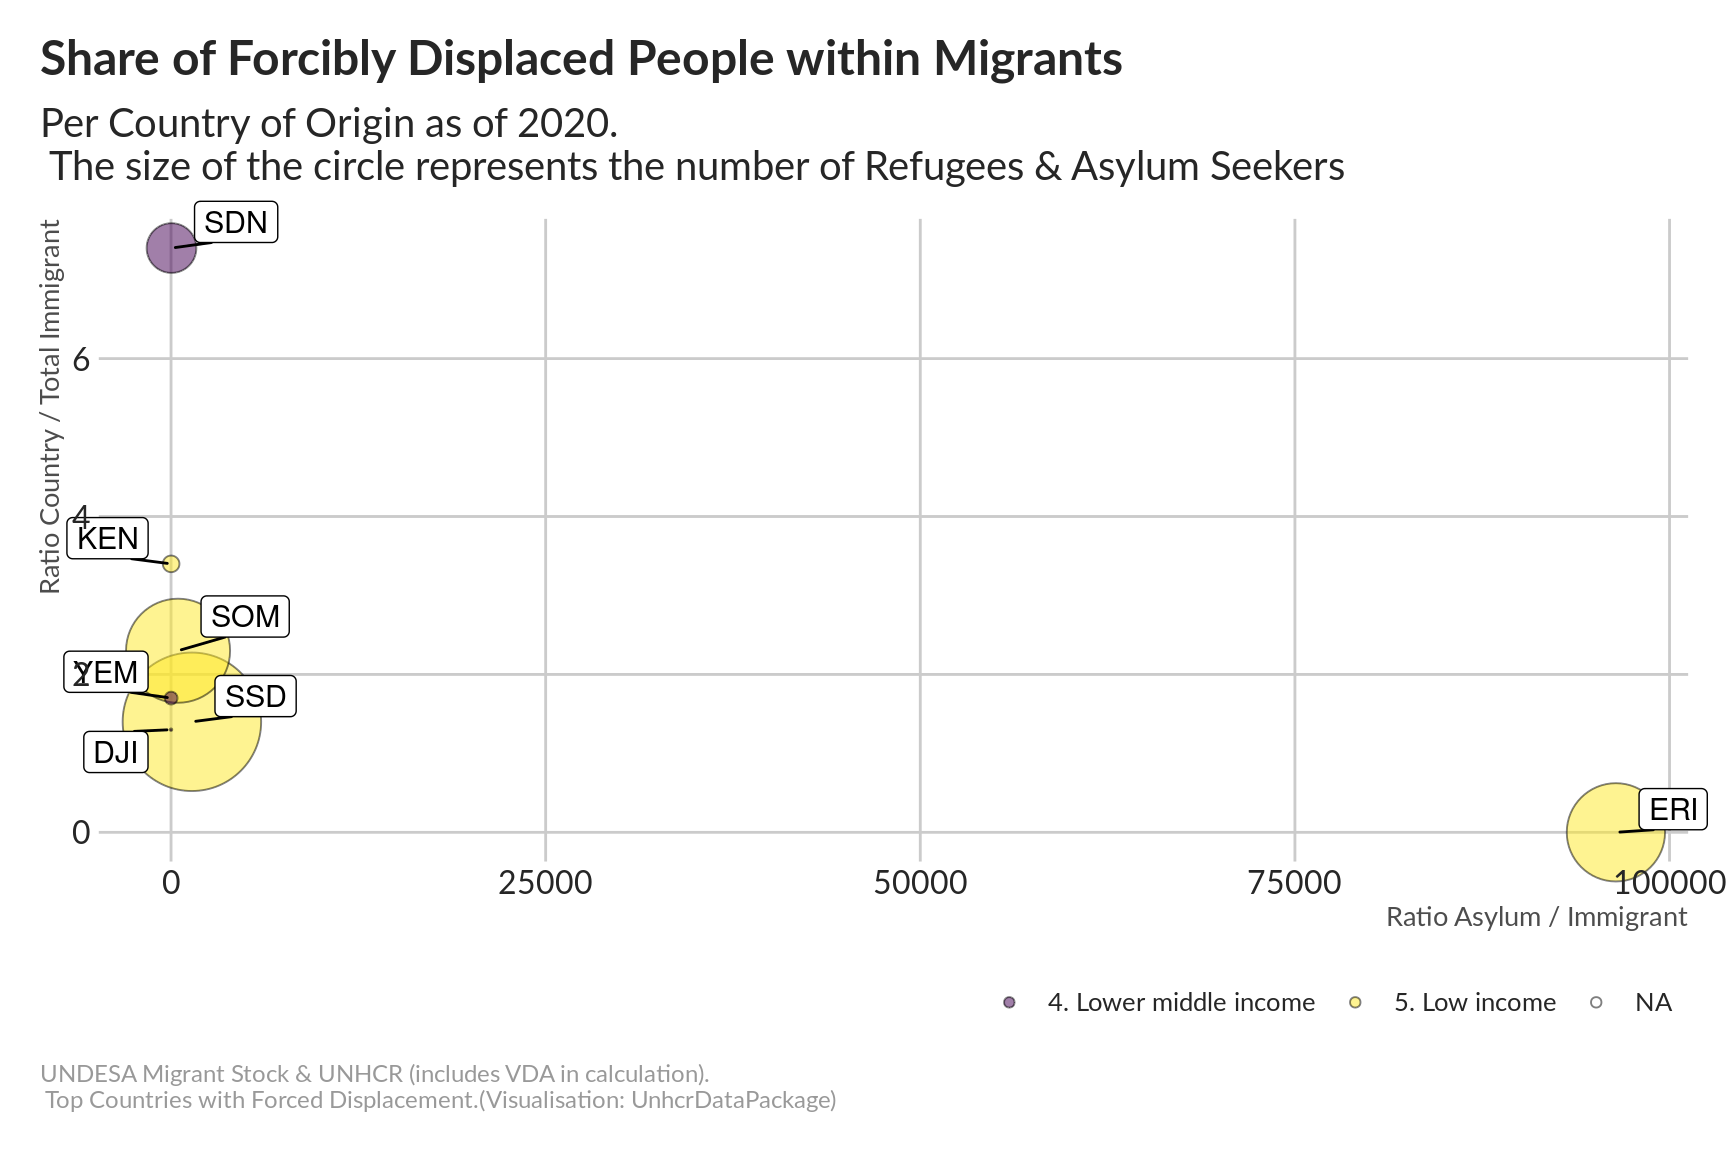 Share of Forcibly Displaced People within Migrants
Per Country of Origin as of 2020.
The size of the circle represents the number of Refugees & Asylum Seekers
Ratio Country / Total Immigrant
SDN
6
4
KEN
SOM
2
YEM
SSD
DJI
ERI
0
0 25000 50000 75000 100000
Ratio Asylum / Immigrant
4. Lower middle income 5. Low income NA
UNDESA Migrant Stock & UNHCR (includes VDA in calculation).
Top Countries with Forced Displacement.(Visualisation: UnhcrDataPackage)